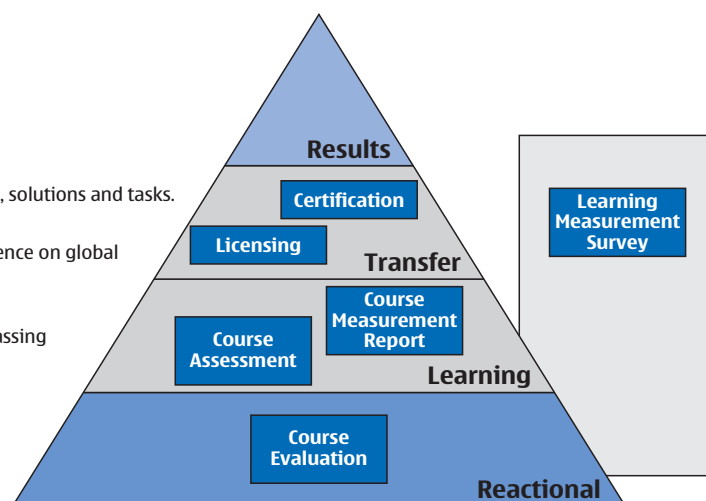 Results
, solutions and tasks.
Certification
Learning
Measurement
Survey
Licensing
ence on global
Transfer
Course
Measurement
Report
assing
Course
Assessment
Learning
Course
Evaluation
Reactional